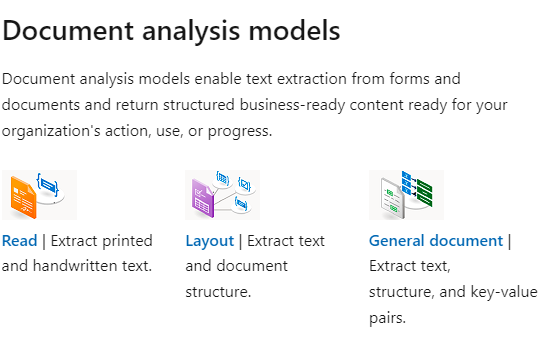 Document analysis models
Document analysis models enable text extraction from forms and
documents and return structured business-ready content ready for your
organization's action, use, or progress.
Read | Extract printed
and handwritten text.
Layout | Extract text
and document
structure.
General document |
Extract text,
structure, and key-value
pairs.